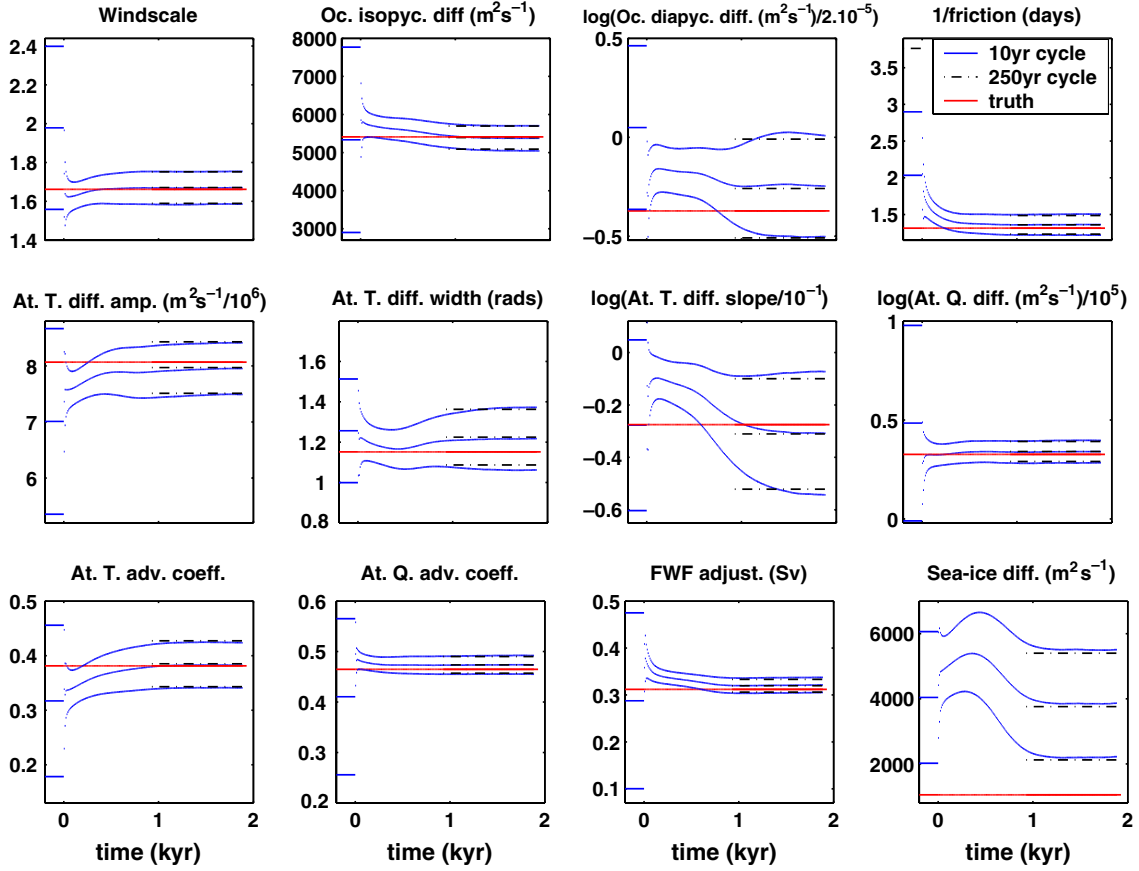 Windscale
Oc. isopyc. diff (m²s⁻¹)
log(Oc. diapyc. diff. (m²s⁻¹)/2.10⁻⁵)
1/friction (days)
2.4
2.2
2
1.8
1.6
1.4
8000
7000
6000
5000
4000
3000
0.5
0
−0.5
3.5
3
2.5
2
1.5
10yr cycle
250yr cycle
truth
At. T. diff. amp. (m²s⁻¹/10⁶)
At. T. diff. width (rads)
log(At. T. diff. slope/10⁻¹)
log(At. Q. diff. (m²s⁻¹)/10⁵)
8
7
6
1.6
1.4
1.2
1
0.8
0
−0.2
−0.4
−0.6
1
0.5
0
At. T. adv. coeff.
At. Q. adv. coeff.
FWF adjust. (Sv)
Sea−ice diff. (m²s⁻¹)
0.5
0.4
0.3
0.2
0.6
0.5
0.4
0.3
0.2
0.5
0.4
0.3
0.2
0.1
6000
4000
2000
0 1 2
0 1 2
0 1 2
0 1 2
time (kyr)
time (kyr)
time (kyr)
time (kyr)